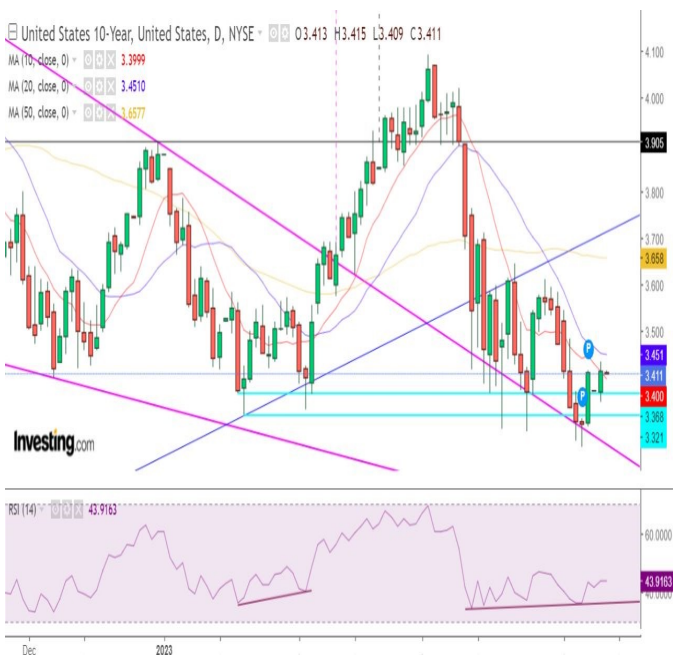 United States 10-Year, United States, D, NYSE O3.413 H3.415 L3.409 C3.411
MA (10, close, 0) 3.3999
MA (20, close, 0) 3.4510
MA (50, close, 0) 3.6577
4.100
4.000
3.905
3.800
3.700
3.658
3.600
3.500
3.451
3.411
3.400
3.368
3.321
P
P
Investing.com
RSI (14) 43.9163
60.0000
43.9163
40.0000
Dec 2023